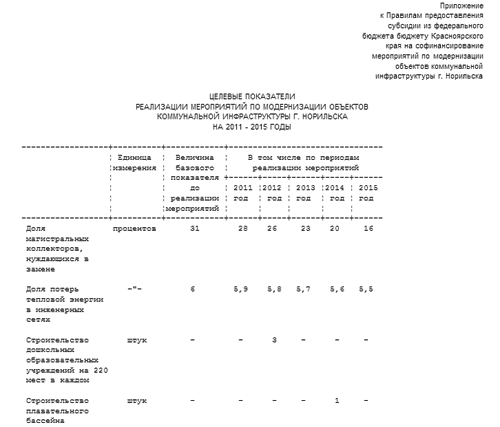 Приложение
к Правилам предоставления
субсидии из федерального
бюджета бюджету Красноярского
края на софинансирование
мероприятий по модернизации
объектов коммунальной
инфраструктуры г. Норильска
ЦЕЛЕВЫЕ ПОКАЗАТЕЛИ
РЕАЛИЗАЦИИ МЕРОПРИЯТИЙ ПО МОДЕРНИЗАЦИИ ОБЪЕКТОВ
КОММУНАЛЬНОЙ ИНФРАСТРУКТУРЫ Г. НОРИЛЬСКА
НА 2011 - 2015 ГОДЫ
Единица Величина В том числе по периодам
измерения базового реализации мероприятий
показателя
до 2011 2012 2013 2014 2015
реализации год год год год год
мероприятий
Доля процентов 31 28 26 23 20 16
магистральных
коллекторов,
нуждающихся в
замене
Доля потерь -"- 6 5,9 5,8 5,7 5,6 5,5
тепловой энергии
в инженерных
сетях
Строительство штук - - 3 - - -
дошкольных
образовательных
учреждений на 220
мест в каждом
Строительство штук - - - - 1 -
плавательного
бассейна